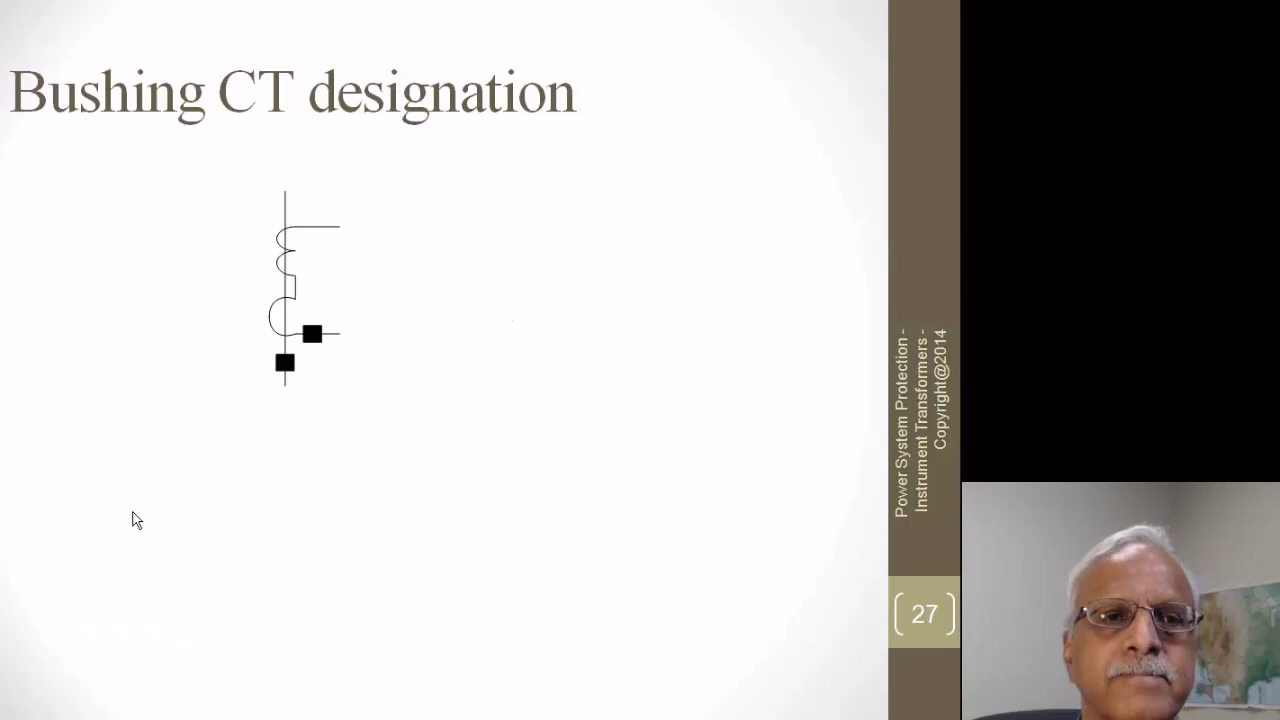 Bushing CT designation
Power System Protection -
Instrument Transformers -
Copyright@2014
27